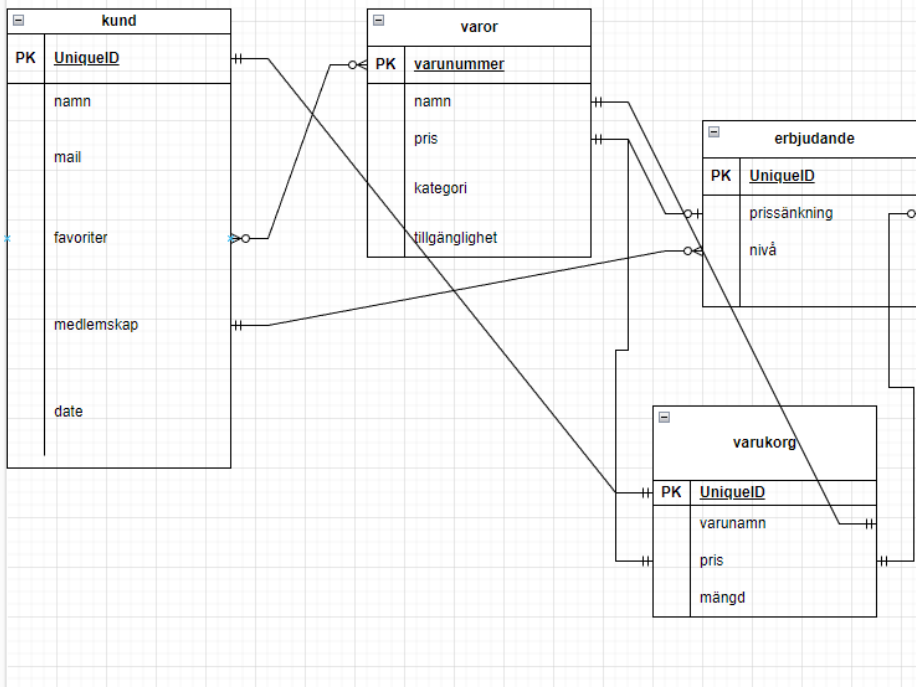 kund
PK UniqueID
namn
mail
favoriter
medlemskap
date
varor
PK varunummer
namn
pris
kategori
tillgänglighet
erbjudande
PK UniqueID
prissänkning
nivå
varukorg
PK UniqueID
varunamn
pris
mängd